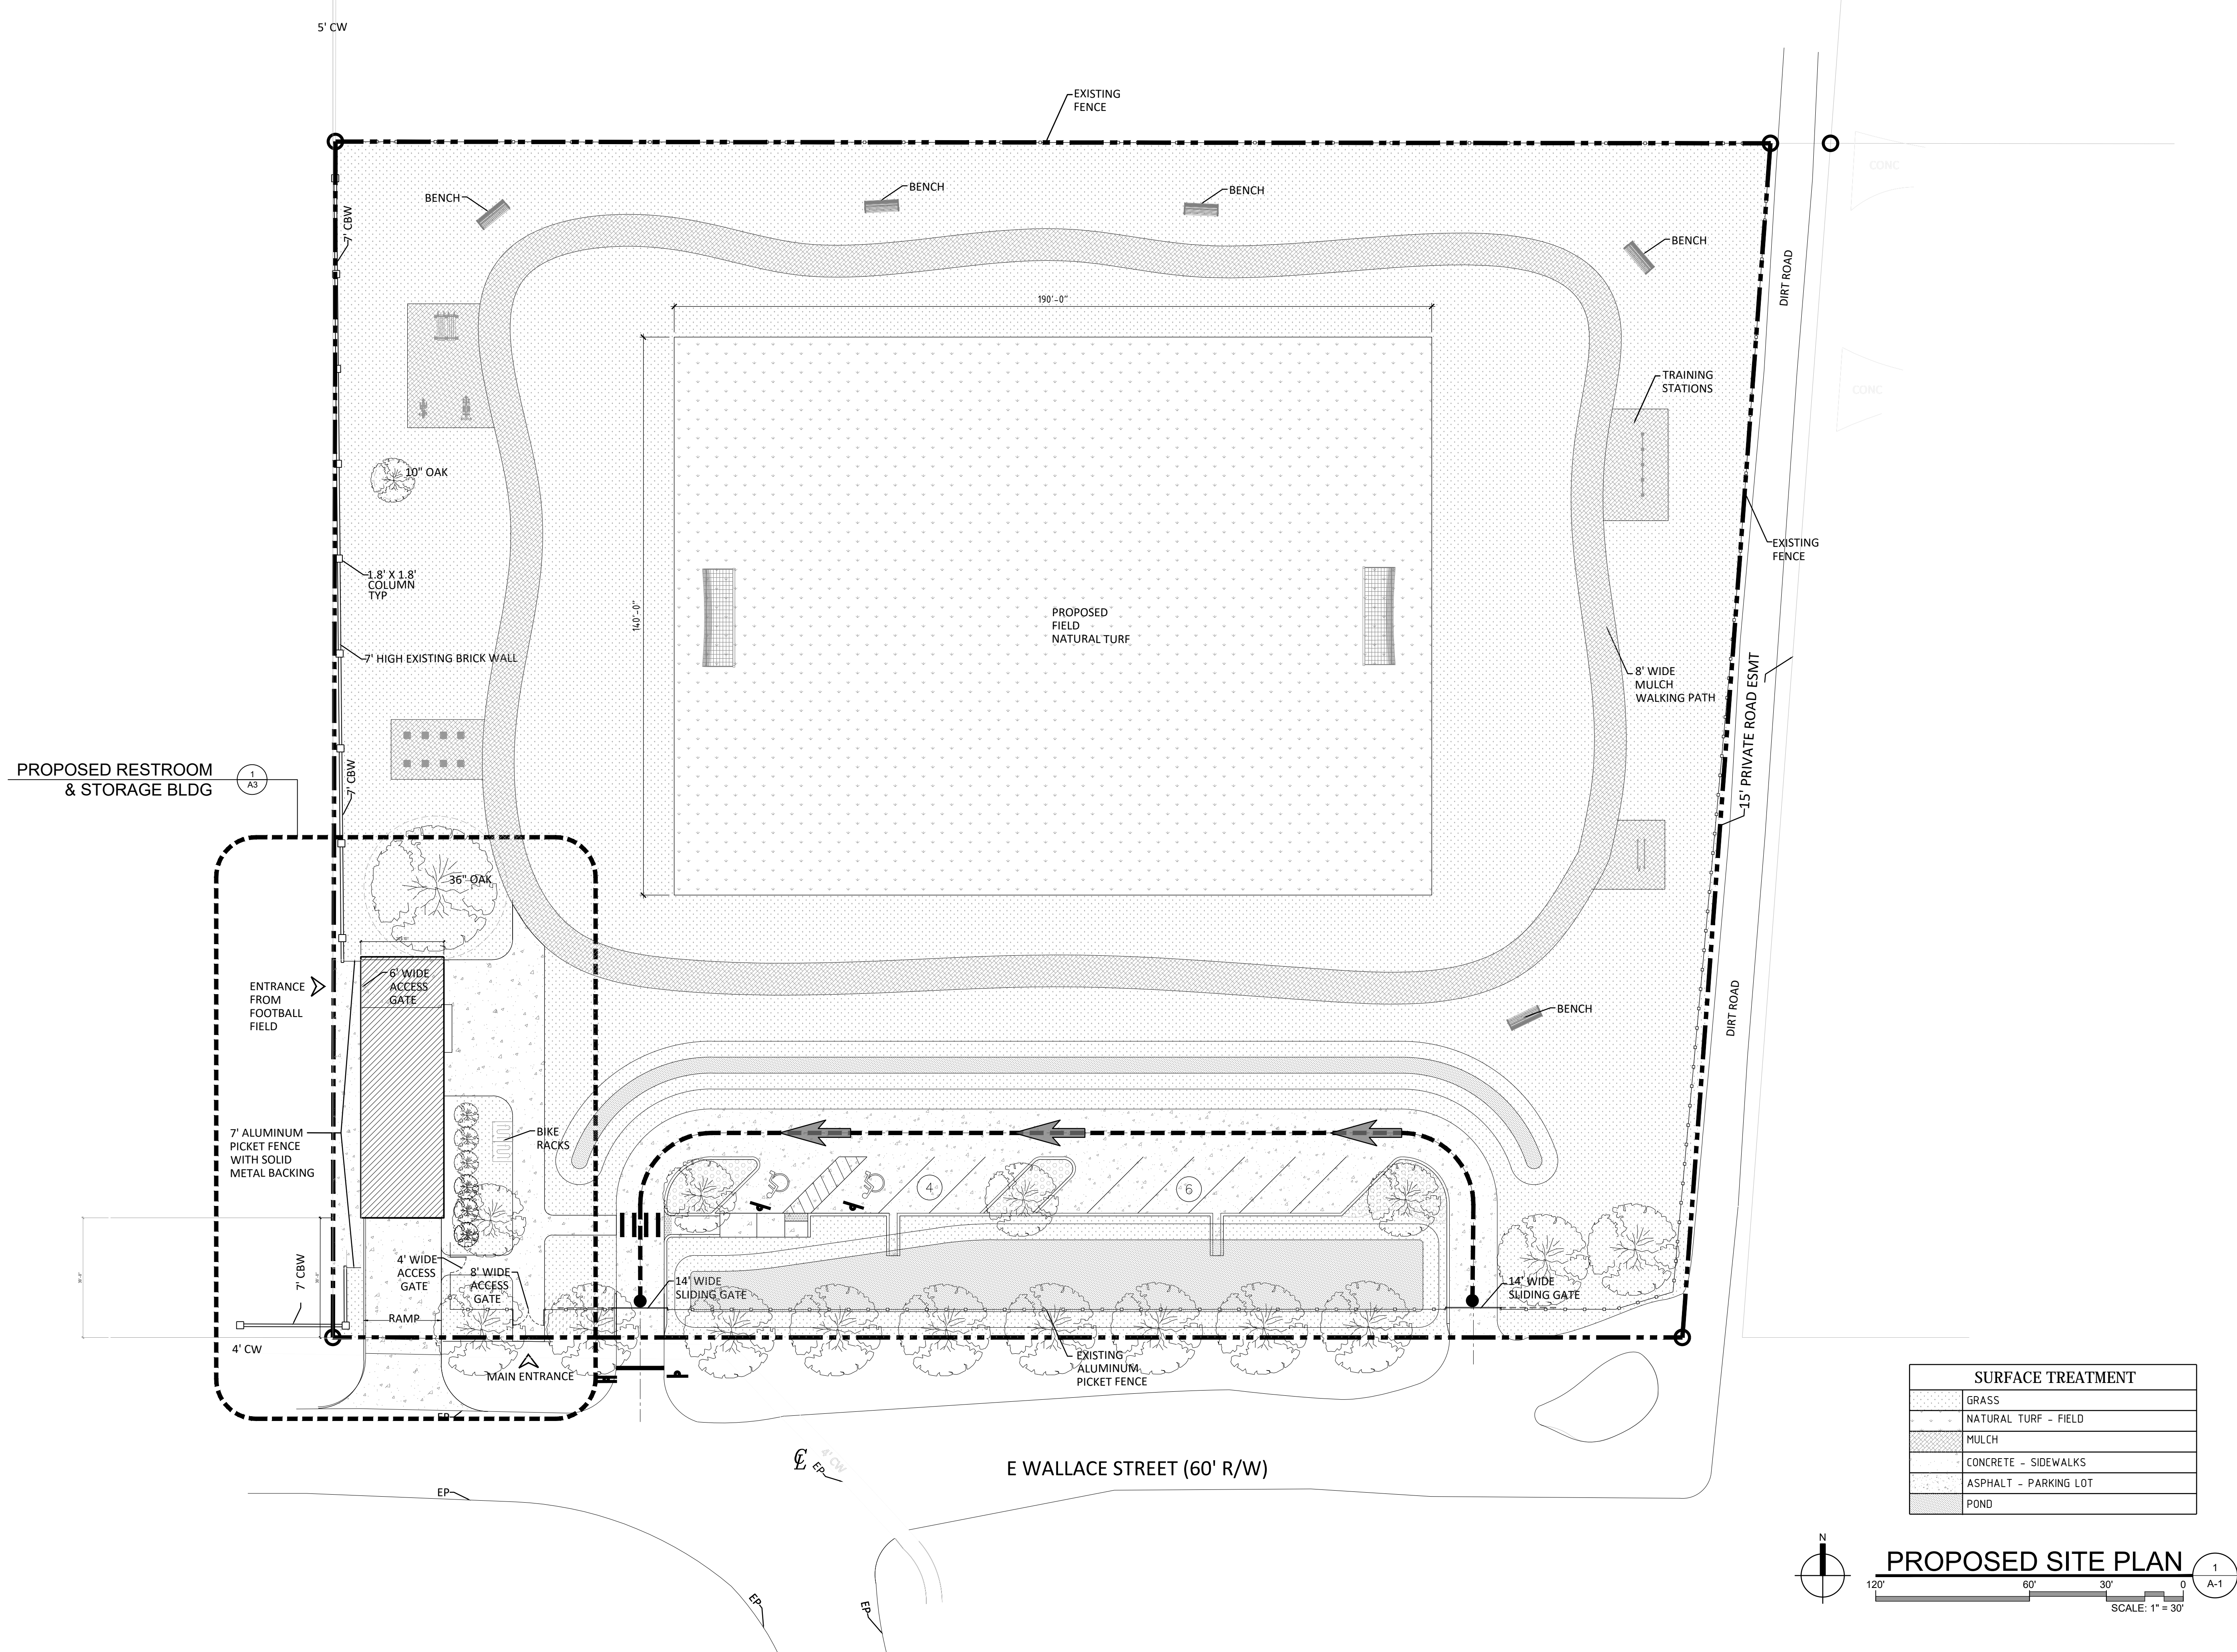 5' CW
EXISTING
FENCE
CONC
BENCH
BENCH
BENCH
BENCH
7' CBW
DIRT ROAD
190'-0"
TRAINING
STATIONS
CONC
10" OAK
EXISTING
FENCE
1.8' X 1.8'
COLUMN
TYP
140'-0"
PROPOSED
FIELD
NATURAL TURF
7' HIGH EXISTING BRICK WALL
8' WIDE
MULCH
WALKING PATH
15' PRIVATE ROAD ESMT
PROPOSED RESTROOM
& STORAGE BLDG
1
A3
7' CBW
36" OAK
6' WIDE
ACCESS
GATE
ENTRANCE
FROM
FOOTBALL
FIELD
BENCH
DIRT ROAD
7' ALUMINUM
PICKET FENCE
WITH SOLID
METAL BACKING
BIKE
RACKS
4
6
7' CBW
4' WIDE
ACCESS
GATE
8' WIDE
ACCESS
GATE
14' WIDE
SLIDING GATE
14' WIDE
SLIDING GATE
RAMP
4' CW
MAIN ENTRANCE
EXISTING
ALUMINUM
PICKET FENCE
EP
SURFACE TREATMENT
GRASS
NATURAL TURF - FIELD
MULCH
CONCRETE - SIDEWALKS
ASPHALT - PARKING LOT
POND
CL
4' CW
EP
E WALLACE STREET (60' R/W)
EP
EP
EP
N
PROPOSED SITE PLAN
1
A-1
120'
60'
30'
0
SCALE: 1" = 30'